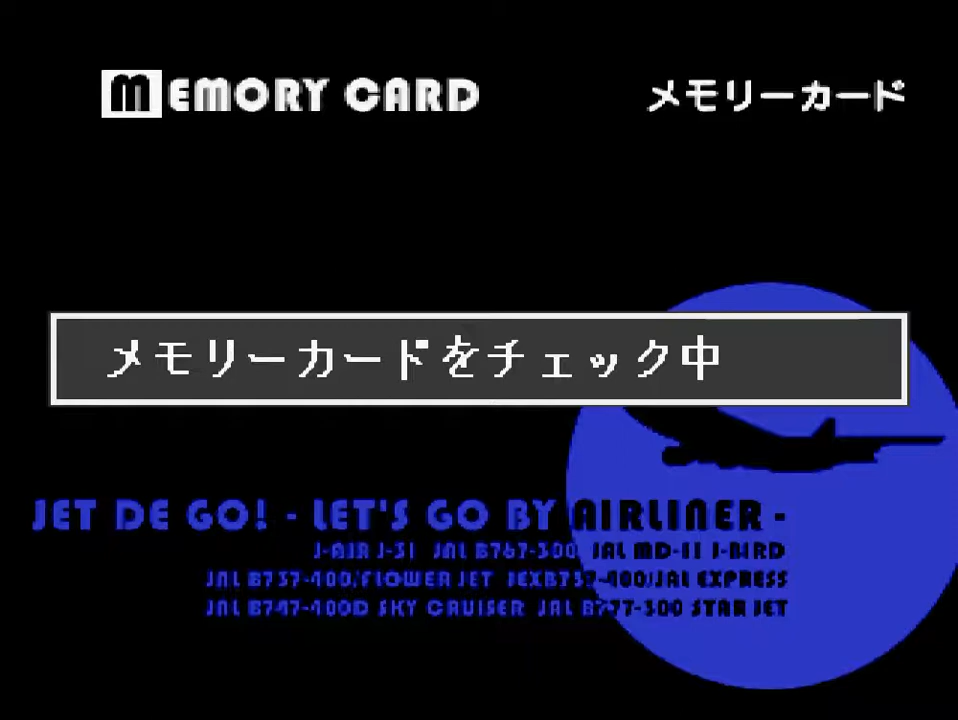 MEMORY CARD
メモリーカード
メモリーカードをチェック中
JET DE GO! - LET'S GO BY AIRLINER -
J-AIR J-31 JAL B767-300 JAL MD-11 J-BIRD
JAL B737-400/FLOWER JET JEXB737-400/JAL EXPRESS
JAL B747-400D SKY CRUISER JAL B777-300 STAR JET